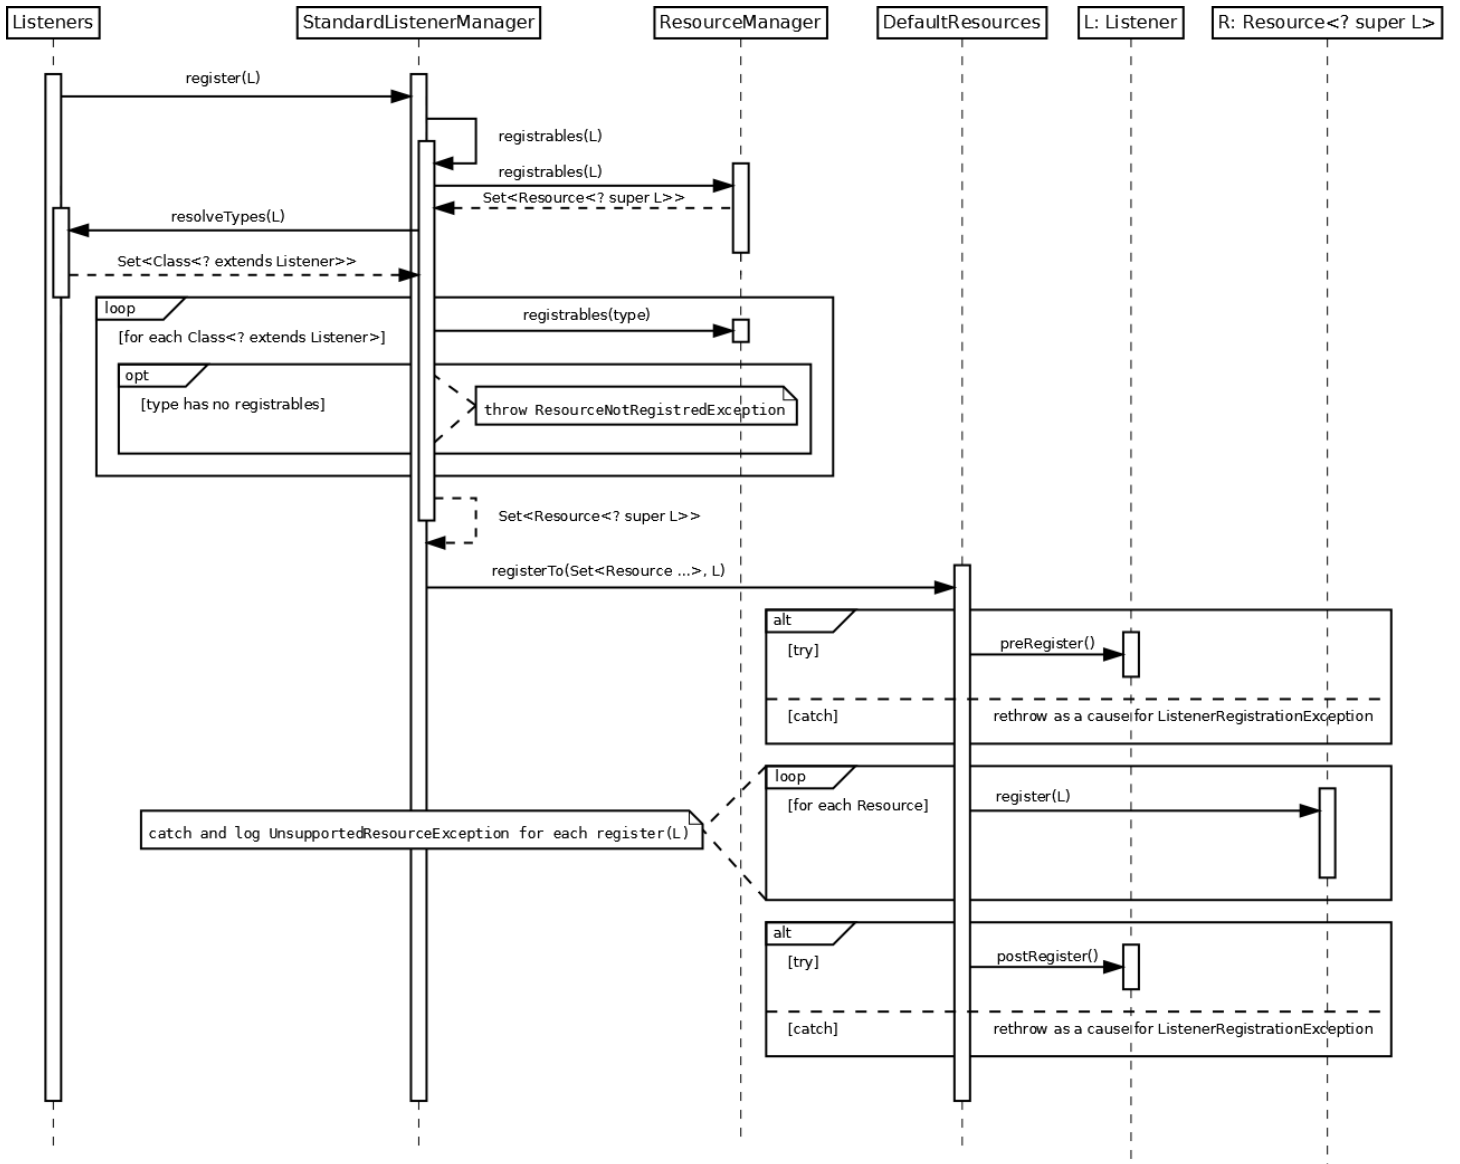 Listeners
StandardListenerManager
ResourceManager
DefaultResources
L: Listener
R: Resource<? super L>
register(L)
registrables(L)
registrables(L)
Set<Resource<? super L>>
resolveTypes(L)
Set<Class<? extends Listener>>
loop
registrables(type)
[for each Class<? extends Listener>]
opt
[type has no registrables]
throw ResourceNotRegistredException
Set<Resource<? super L>>
registerTo(Set<Resource ...>, L)
alt
[try]
preRegister()
[catch]
rethrow as a cause for ListenerRegistrationException
loop
[for each Resource]
register(L)
catch and log UnsupportedResourceException for each register(L)
alt
[try]
postRegister()
[catch]
rethrow as a cause for ListenerRegistrationException